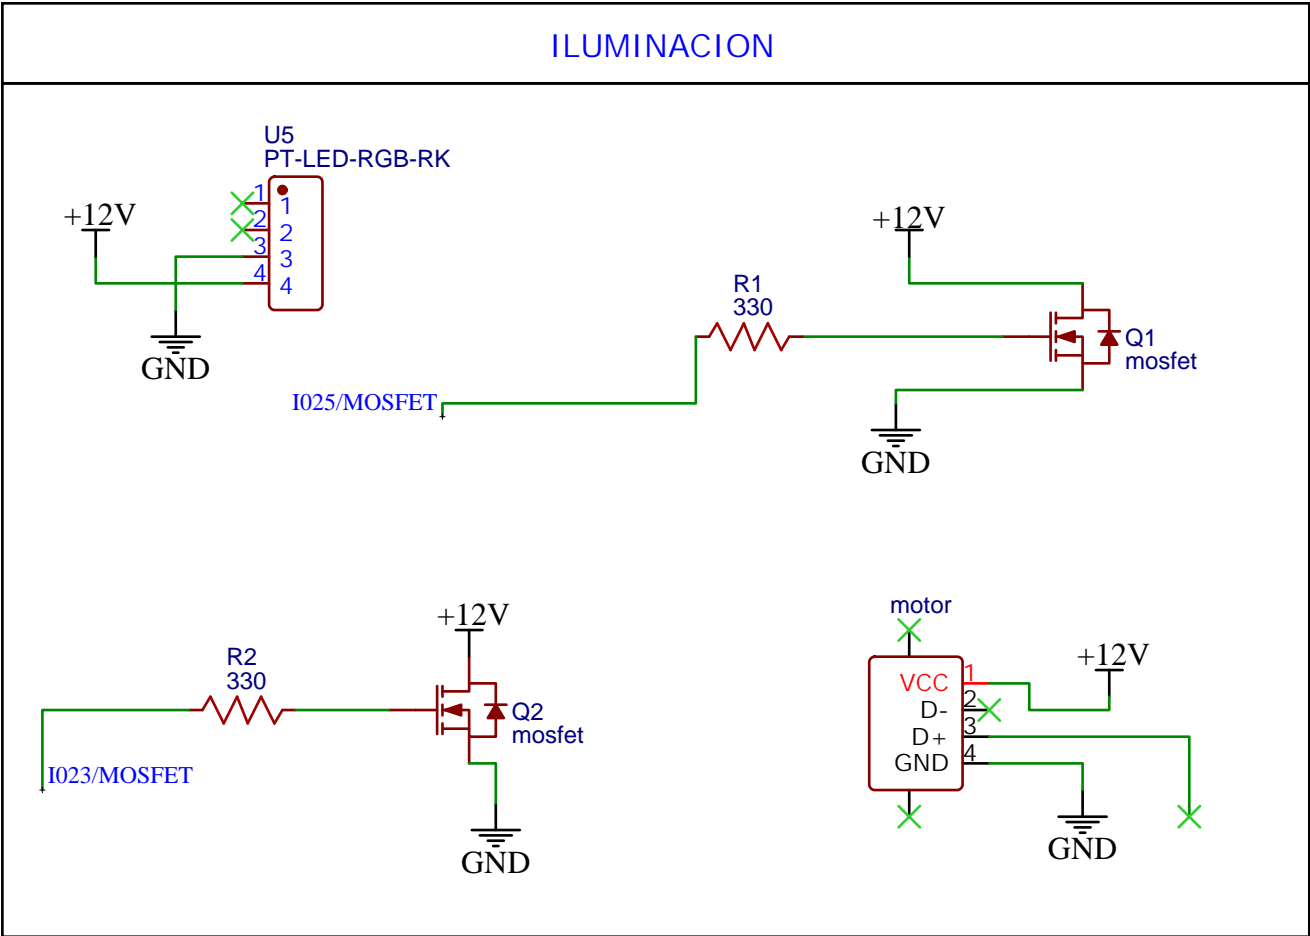 ILUMINACION
U5
PT-LED-RGB-RK
+12V
1
1
2
2
3
3
4
4
GND
I025/MOSFET
R1
330
+12V
Q1
mosfet
GND
R2
330
+12V
Q2
mosfet
I023/MOSFET
GND
motor
VCC 1
D- 2
D+ 3
GND 4
+12V
GND